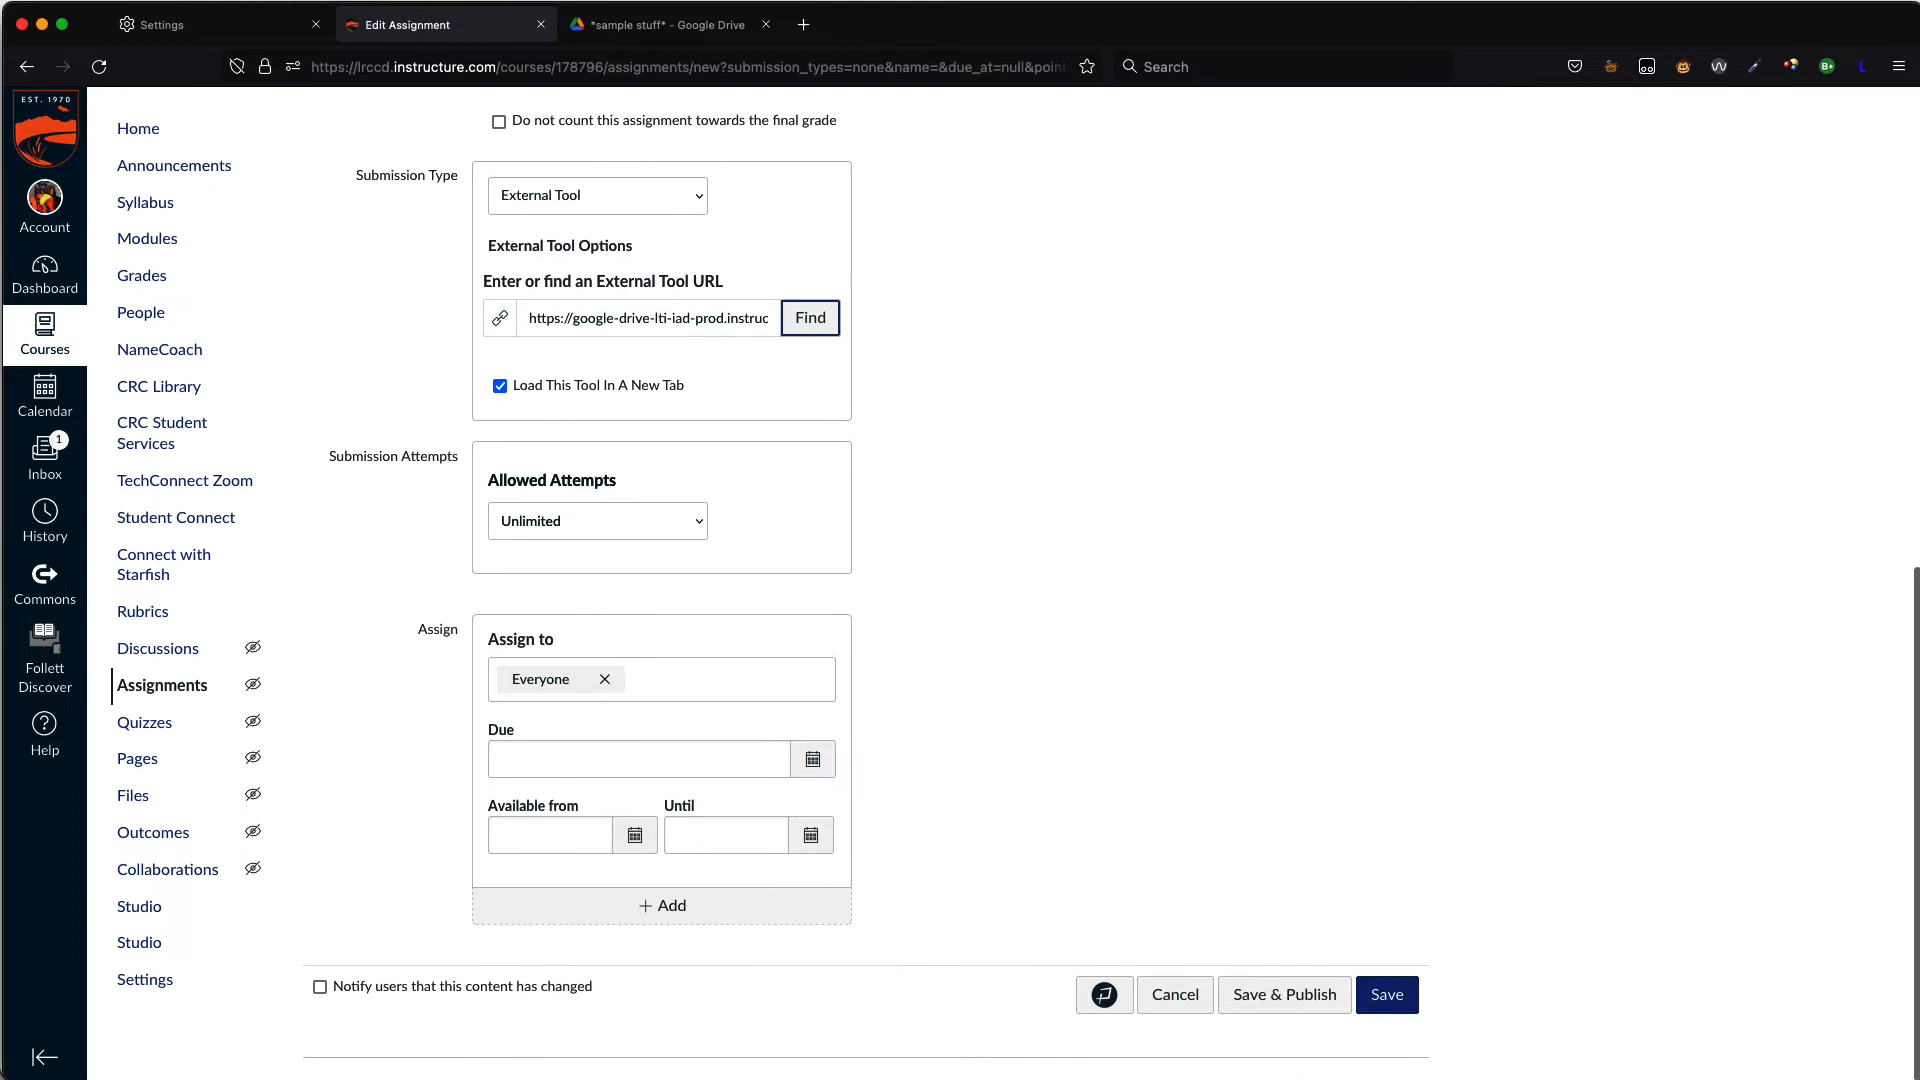 Settings
Edit Assignment
*sample stuff* - Google Drive
https://lrccd.instructure.com/courses/178796/assignments/new?submission_types=none&name=&due_at=null&poin
Search
EST. 1970
Account
Dashboard
Courses
Calendar
1
Inbox
History
Commons
Follett
Discover
Help
Home
Announcements
Syllabus
Modules
Grades
People
NameCoach
CRC Library
CRC Student
Services
TechConnect Zoom
Student Connect
Connect with
Starfish
Rubrics
Discussions
Assignments
Quizzes
Pages
Files
Outcomes
Collaborations
Studio
Studio
Settings
Do not count this assignment towards the final grade
Submission Type
External Tool
External Tool Options
Enter or find an External Tool URL
https://google-drive-lti-iad-prod.instruc
Find
Load This Tool In A New Tab
Submission Attempts
Allowed Attempts
Unlimited
Assign
Assign to
Everyone
Due
Available from
Until
+ Add
Notify users that this content has changed
Cancel
Save & Publish
Save